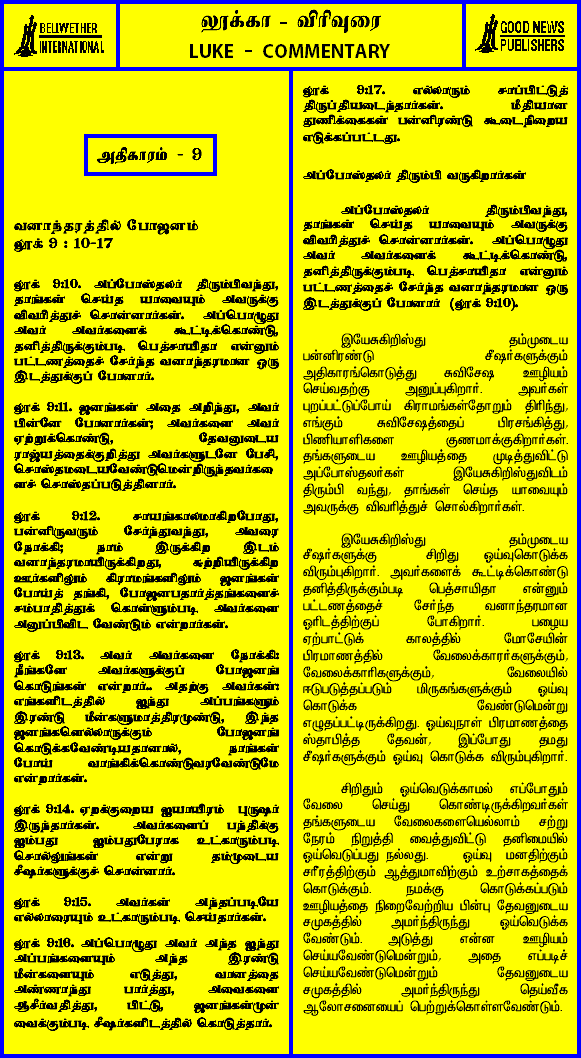 BELWETHER
INTERNATIONAL
லூக்கா - விரிவுரை
LUKE - COMMENTARY
GOOD NEWS
PUBLISHERS
அதிகாரம் - 9
வனாந்தரத்தில் போஜனம்
லூக் 9 : 10-17
லூக் 9:10. அப்போஸ்தலர் திரும்பிவந்து,
தாங்கள் செய்த யாவையும் அவருக்கு
விவரித்துச் சொன்னார்கள். அப்பொழுது
அவர் அவர்களைக் கூட்டிக்கொண்டு,
தனித்திருக்கும்படி பெத்சாயிதா என்னும்
பட்டணத்தைச் சேர்ந்த வனாந்தரமான ஒரு
இடத்துக்குப் போனார்.
லூக் 9:11. ஜனங்கள் அதை அறிந்து, அவர்
பின்னே போனார்கள்; அவர்களை அவர்
ஏற்றுக்கொண்டு, தேவனுடைய
ராஜ்யத்தைக்குறித்து அவர்களுடனே பேசி,
சொஸ்தமடையவேண்டுமென்றிருந்தவர்களை
ளைச் சொஸ்தப்படுத்தினார்.
லூக் 9:12. சாயங்காலமாகிறபோது,
பன்னிருவரும் சேர்ந்துவந்து, அவரை
நோக்கி; நாம் இருக்கிற இடம்
வனாந்தரமாயிருக்கிறது, சுற்றியிருக்கிற
ஊர்களிலும் கிராமங்களிலும் ஜனங்கள்
போய்த் தங்கி, போஜனபதார்த்தங்களைச்
சம்பாதித்துக் கொள்ளும்படி அவர்களை
அனுப்பிவிட வேண்டும் என்றார்கள்.
லூக் 9:13. அவர் அவர்களை நோக்கி:
நீங்களே அவர்களுக்குப் போஜனங்
கொடுங்கள் என்றார்.. அதற்கு அவர்கள்:
எங்களிடத்தில் ஐந்து அப்பங்களும்
இரண்டு மீன்களுமாத்திரமுண்டு, இந்த
ஜனங்களெல்லாருக்கும் போஜனங்
கொடுக்கவேண்டியதானால், நாங்கள்
போய் வாங்கிக்கொண்டுவரவேண்டுமே
என்றார்கள்.
லூக் 9:14. ஏறக்குறைய ஐயாயிரம் புருஷர்
இருந்தார்கள். அவர்களைப் பந்திக்கு
ஐம்பது ஐம்பதுபேராக உட்காரும்படி
சொல்லுங்கள் என்று தம்முடைய
சீஷர்களுக்குச் சொன்னார்.
லூக் 9:15. அவர்கள் அந்தப்படியே
எல்லாரையும் உட்காரும்படி செய்தார்கள்.
லூக் 9:16. அப்பொழுது அவர் அந்த ஐந்து
அப்பங்களையும் அந்த இரண்டு
மீன்களையும் எடுத்து, வானத்தை
அண்ணாந்து பார்த்து, அவைகளை
ஆசீர்வதித்து, பிட்டு, ஜனங்கள்முன்
வைக்கும்படி சீஷர்களிடத்தில் கொடுத்தார்.
லூக் 9:17. எல்லாரும் சாப்பிட்டுத்
திருப்தியடைந்தார்கள். மீதியான
துணிக்கைகள் பன்னிரண்டு கூடைநிறைய
எடுக்கப்பட்டது.
அப்போஸ்தலர் திரும்பி வருகிறார்கள்
அப்போஸ்தலர் திரும்பிவந்து,
தாங்கள் செய்த யாவையும் அவருக்கு
விவரித்துச் சொன்னார்கள். அப்பொழுது
அவர் அவர்களைக் கூட்டிக்கொண்டு,
தனித்திருக்கும்படி பெத்சாயிதா என்னும்
பட்டணத்தைச் சேர்ந்த வனாந்தரமான ஒரு
இடத்துக்குப் போனார் (லூக் 9:10).
இயேசுகிறிஸ்து தம்முடைய
பன்னிரண்டு சீஷர்களுக்கும்
அதிகாரங்கொடுத்து சுவிசேஷ ஊழியம்
செய்வதற்கு அனுப்புகிறார். அவர்கள்
புறப்பட்டுப்போய் கிராமங்கள்தோறும் திரிந்து,
எங்கும் சுவிசேஷத்தைப் பிரசங்கித்து,
பிணியாளிகளை குணமாக்குகிறார்கள்.
தங்களுடைய ஊழியத்தை முடித்துவிட்டு
அப்போஸ்தலர்கள் இயேசுகிறிஸ்துவிடம்
திரும்பி வந்து, தாங்கள் செய்த யாவையும்
அவருக்கு விவரித்துச் சொல்கிறார்கள்.
இயேசுகிறிஸ்து தம்முடைய
சீஷர்களுக்கு சிறிது ஓய்வுகொடுக்க
விரும்புகிறார். அவர்களைக் கூட்டிக்கொண்டு
தனித்திருக்கும்படி பெத்சாயிதா என்னும்
பட்டணத்தைச் சேர்ந்த வனாந்தரமான
ஓரிடத்திற்குப் போகிறார். பழைய
ஏற்பாட்டுக் காலத்தில் மோசேயின்
பிரமாணத்தில் வேலைக்காரர்களுக்கும்,
வேலைக்காரிகளுக்கும், வேலையில்
ஈடுபடுத்தப்படும் மிருகங்களுக்கும் ஓய்வு
கொடுக்க வேண்டுமென்று
எழுதப்பட்டிருக்கிறது. ஓய்வுநாள் பிரமாணத்தை
ஸ்தாபித்த தேவன், இப்போது தமது
சீஷர்களுக்கும் ஓய்வு கொடுக்க விரும்புகிறார்.
சிறிதும் ஓய்வெடுக்காமல் எப்போதும்
வேலை செய்து கொண்டிருக்கிறவர்கள்
தங்களுடைய வேலைகளையெல்லாம் சற்று
நேரம் நிறுத்தி வைத்துவிட்டு தனிமையில்
ஓய்வெடுப்பது நல்லது. ஓய்வு மனதிற்கும்
சரீரத்திற்கும் ஆத்துமாவிற்கும் உற்சாகத்தைக்
கொடுக்கும். நமக்கு கொடுக்கப்படும்
ஊழியத்தை நிறைவேற்றிய பின்பு தேவனுடைய
சமுகத்தில் அமர்ந்திருந்து ஓய்வெடுக்க
வேண்டும். அடுத்து என்ன ஊழியம்
செய்யவேண்டுமென்றும், அதை எப்படிச்
செய்யவேண்டுமென்றும் தேவனுடைய
சமுகத்தில் அமர்ந்திருந்து தெய்வீக
ஆலோசனையைப் பெற்றுக்கொள்ளவேண்டும்.